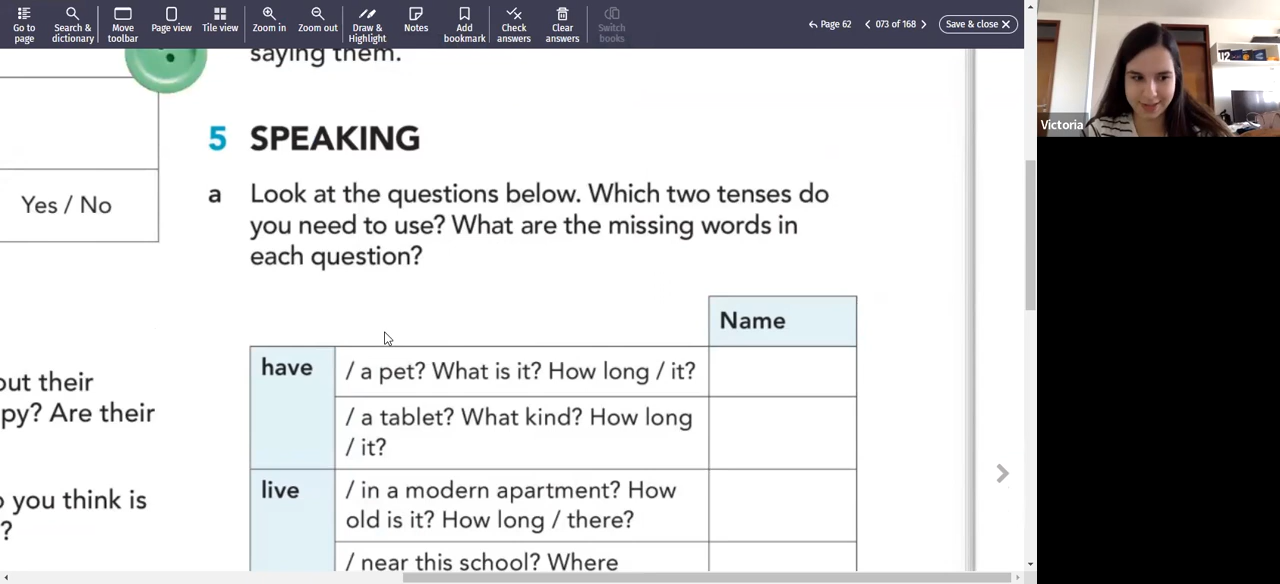 Go to page
Search & dictionary
Move toolbar
Page view
Tile view
Zoom in
Zoom out
Draw & Highlight
Notes
Add bookmark
Check answers
Clear answers
Switch books
Page 62
073 of 168
Save & close
U2
Victoria
saying them.
5 SPEAKING
a Look at the questions below. Which two tenses do
you need to use? What are the missing words in
each question?
Yes / No
out their
opy? Are their
o you think is
?
Name
have / a pet? What is it? How long / it?
/ a tablet? What kind? How long
/ it?
live / in a modern apartment? How
old is it? How long / there?
/ near this school? Where